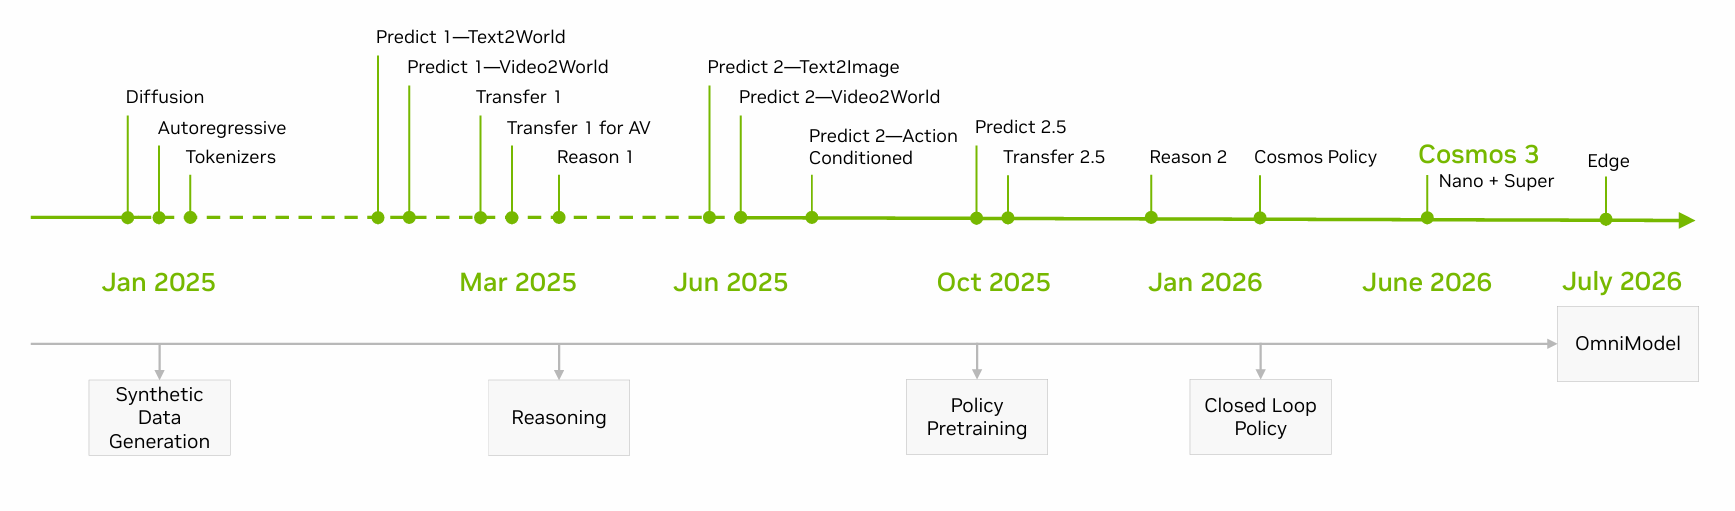 Predict 1—Text2World
Predict 1—Video2World
Predict 2—Text2Image
Diffusion
Transfer 1
Predict 2—Video2World
Autoregressive
Transfer 1 for AV
Predict 2—Action
Conditioned
Predict 2.5
Tokenizers
Reason 1
Transfer 2.5
Reason 2
Cosmos Policy
Cosmos 3
Nano + Super
Edge
Jan 2025
Mar 2025
Jun 2025
Oct 2025
Jan 2026
June 2026
July 2026
OmniModel
Synthetic
Data
Generation
Reasoning
Policy
Pretraining
Closed Loop
Policy